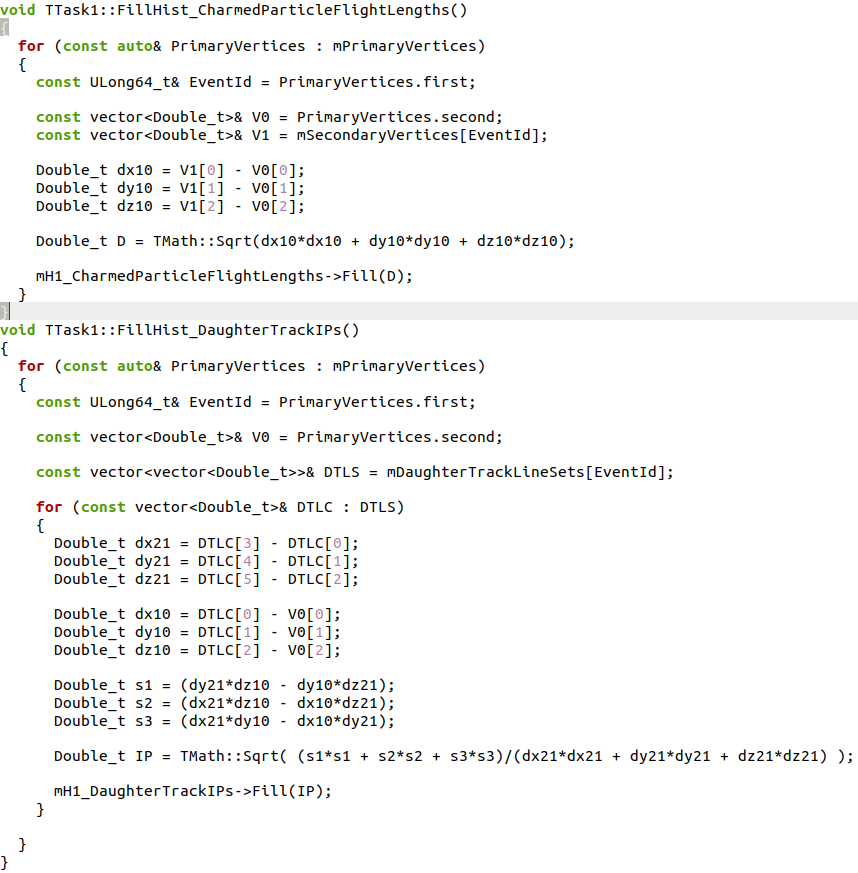 void TTask1::FillHist_CharmedParticleFlightLengths()
{
  for (const auto& PrimaryVertices : mPrimaryVertices)
  {
    const ULong64_t& EventId = PrimaryVertices.first;

    const vector<Double_t>& V0 = PrimaryVertices.second;
    const vector<Double_t>& V1 = mSecondaryVertices[EventId];

    Double_t dx10 = V1[0] - V0[0];
    Double_t dy10 = V1[1] - V0[1];
    Double_t dz10 = V1[2] - V0[2];

    Double_t D = TMath::Sqrt(dx10*dx10 + dy10*dy10 + dz10*dz10);

    mH1_CharmedParticleFlightLengths->Fill(D);
  }
}
void TTask1::FillHist_DaughterTrackIPs()
{
  for (const auto& PrimaryVertices : mPrimaryVertices)
  {
    const ULong64_t& EventId = PrimaryVertices.first;

    const vector<Double_t>& V0 = PrimaryVertices.second;

    const vector<vector<Double_t>>& DTLS = mDaughterTrackLineSets[EventId];

    for (const vector<Double_t>& DTLC : DTLS)
    {
      Double_t dx21 = DTLC[3] - DTLC[0];
      Double_t dy21 = DTLC[4] - DTLC[1];
      Double_t dz21 = DTLC[5] - DTLC[2];

      Double_t dx10 = DTLC[0] - V0[0];
      Double_t dy10 = DTLC[1] - V0[1];
      Double_t dz10 = DTLC[2] - V0[2];

      Double_t s1 = (dy21*dz10 - dy10*dz21);
      Double_t s2 = (dx21*dz10 - dx10*dz21);
      Double_t s3 = (dx21*dy10 - dx10*dy21);

      Double_t IP = TMath::Sqrt( (s1*s1 + s2*s2 + s3*s3)/(dx21*dx21 + dy21*dy21 + dz21*dz21) );

      mH1_DaughterTrackIPs->Fill(IP);
    }

  }
}